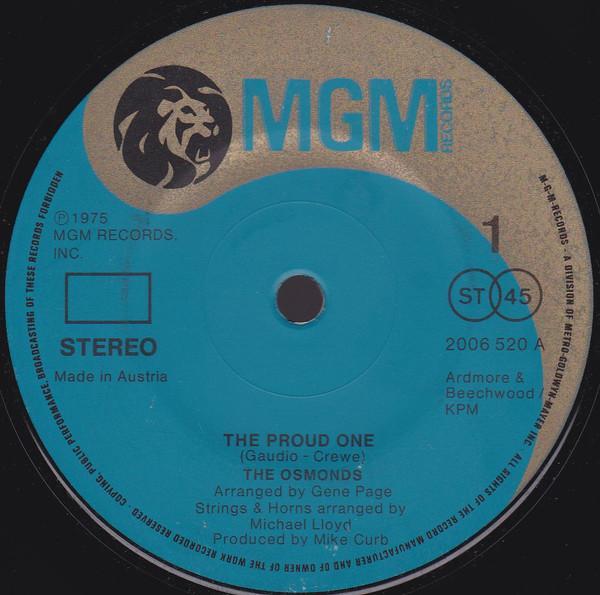 MGM
RECORDS
℗ 1975
MGM RECORDS.
INC.
1
STEREO
ST 45
2006 520 A
Made in Austria
Ardmore &
Beechwood /
KPM
THE PROUD ONE
(Gaudio - Crewe)
THE OSMONDS
Arranged by Gene Page
Strings & Horns arranged by
Michael Lloyd
Produced by Mike Curb
M-G-M-RECORDS - A DIVISION OF METRO-GOLDWYN-MAYER INC. ALL RIGHTS OF THE RECORD MANUFACTURER AND OF OWNER OF THE WORK RECORDED RESERVED - COPYING, PUBLIC PERFORMANCE, BROADCASTING OF THESE RECORDS FORBIDDEN